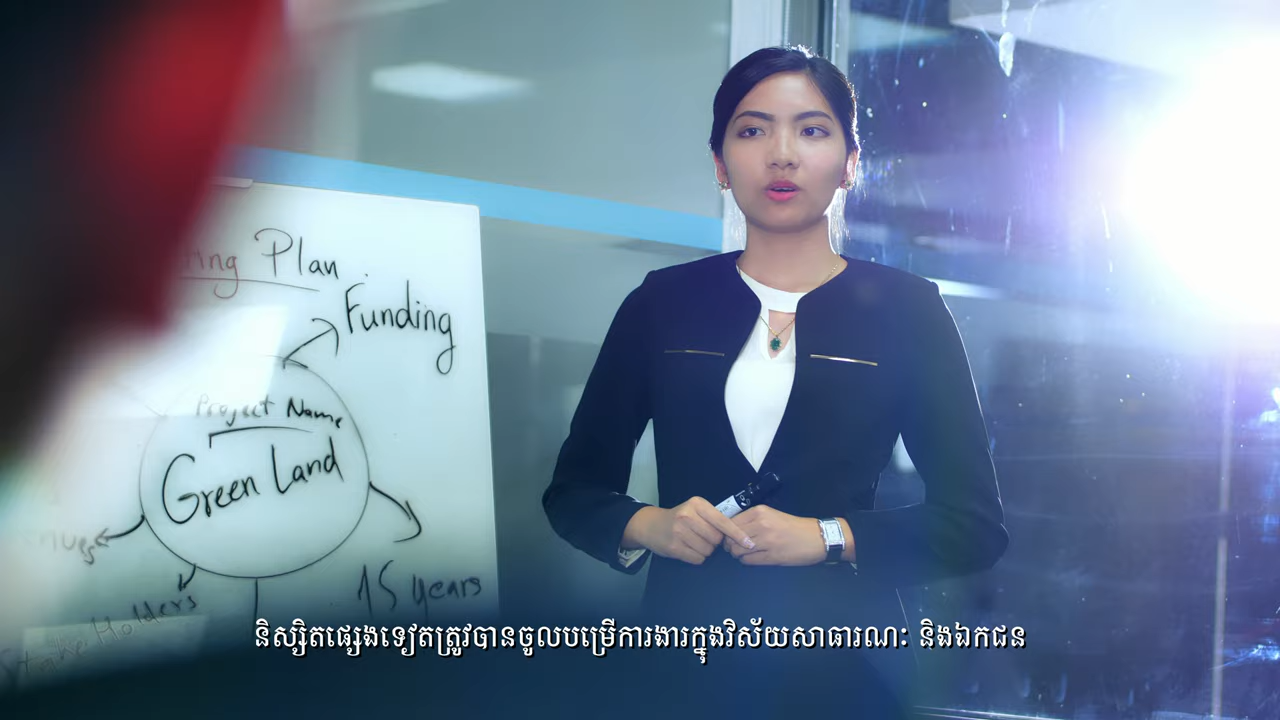 Plan
Funding
Project Name
Green Land
15 years
Stake Holders
និស្សិតផ្សេងទៀតត្រូវបានចូលបម្រើការងារក្នុងវិស័យសាធារណៈ និងឯកជន